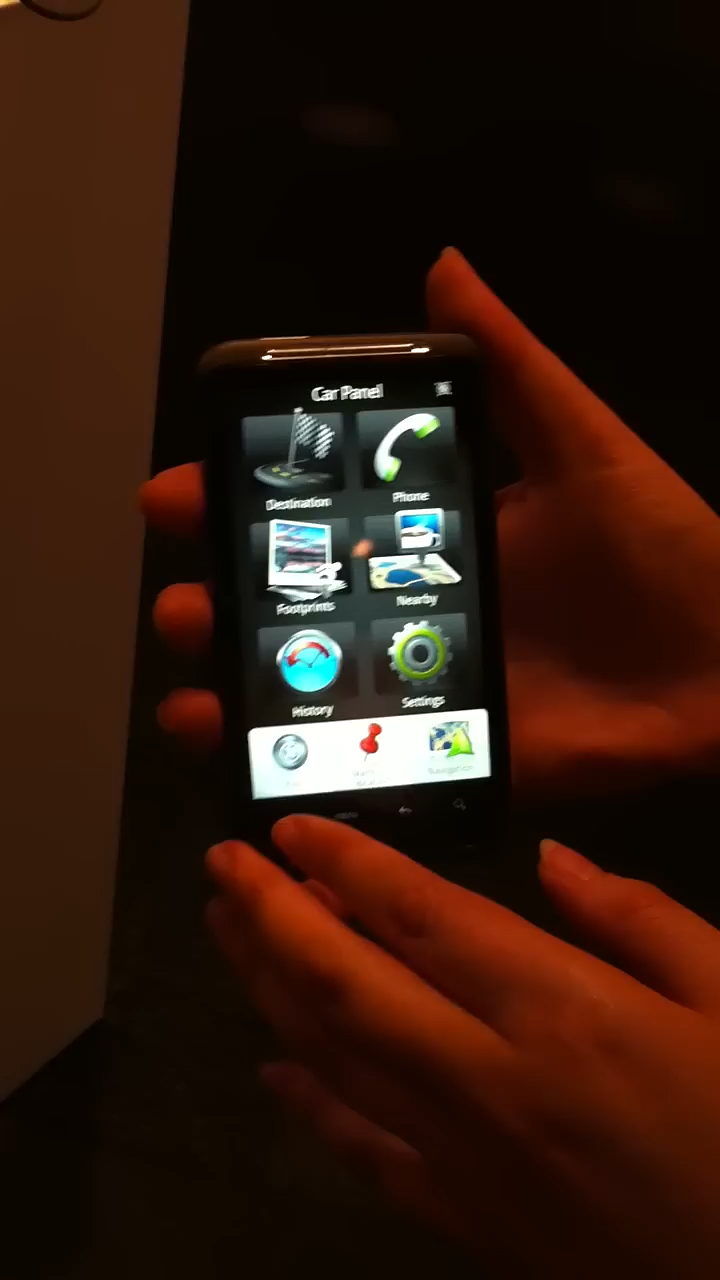 Car Panel
Destination
Phone
Footprints
Nearby
History
Settings
Navigation